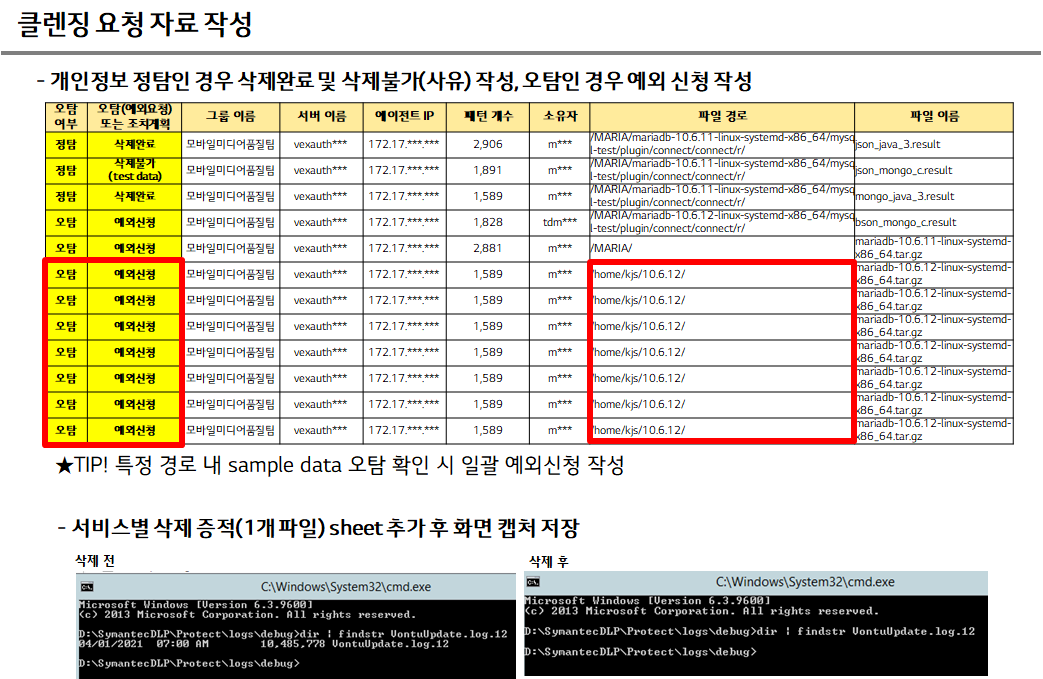 클렌징 요청 자료 작성
- 개인정보 정탐인 경우 삭제완료 및 삭제불가(사유) 작성, 오탐인 경우 예외 신청 작성
오탐 여부 오탐(예외요청) 또는 조치계획 그룹 이름 서버 이름 에이전트 IP 패턴 개수 소유자 파일 경로 파일 이름
정탐 삭제완료 모바일미디어품질팀 vexauth*** 172.17.***.*** 2,906 m*** /MARIA/mariadb-10.6.11-linux-systemd-x86_64/mysql-test/plugin/connect/connect/r/ json_java_3.result
정탐 삭제불가 (test data) 모바일미디어품질팀 vexauth*** 172.17.***.*** 1,891 m*** /MARIA/mariadb-10.6.11-linux-systemd-x86_64/mysql-test/plugin/connect/connect/r/ json_mongo_c.result
정탐 삭제완료 모바일미디어품질팀 vexauth*** 172.17.***.*** 1,589 m*** /MARIA/mariadb-10.6.11-linux-systemd-x86_64/mysql-test/plugin/connect/connect/r/ mongo_java_3.result
오탐 예외신청 모바일미디어품질팀 vexauth*** 172.17.***.*** 1,828 tdm*** /MARIA/mariadb-10.6.12-linux-systemd-x86_64/mysql-test/plugin/connect/connect/r/ bson_mongo_c.result
오탐 예외신청 모바일미디어품질팀 vexauth*** 172.17.***.*** 2,881 m*** /MARIA/ mariadb-10.6.11-linux-systemd-x86_64.tar.gz
오탐 예외신청 모바일미디어품질팀 vexauth*** 172.17.***.*** 1,589 m*** /home/kjs/10.6.12/ mariadb-10.6.12-linux-systemd-x86_64.tar.gz
오탐 예외신청 모바일미디어품질팀 vexauth*** 172.17.***.*** 1,589 m*** /home/kjs/10.6.12/ mariadb-10.6.12-linux-systemd-x86_64.tar.gz
오탐 예외신청 모바일미디어품질팀 vexauth*** 172.17.***.*** 1,589 m*** /home/kjs/10.6.12/ mariadb-10.6.12-linux-systemd-x86_64.tar.gz
오탐 예외신청 모바일미디어품질팀 vexauth*** 172.17.***.*** 1,589 m*** /home/kjs/10.6.12/ mariadb-10.6.12-linux-systemd-x86_64.tar.gz
오탐 예외신청 모바일미디어품질팀 vexauth*** 172.17.***.*** 1,589 m*** /home/kjs/10.6.12/ mariadb-10.6.12-linux-systemd-x86_64.tar.gz
오탐 예외신청 모바일미디어품질팀 vexauth*** 172.17.***.*** 1,589 m*** /home/kjs/10.6.12/ mariadb-10.6.12-linux-systemd-x86_64.tar.gz
오탐 예외신청 모바일미디어품질팀 vexauth*** 172.17.***.*** 1,589 m*** /home/kjs/10.6.12/ mariadb-10.6.12-linux-systemd-x86_64.tar.gz
★TIP! 특정 경로 내 sample data 오탐 확인 시 일괄 예외신청 작성
- 서비스별 삭제 증적(1개 파일) sheet 추가 후 화면 캡처 저장
삭제 전
C:\Windows\System32\cmd.exe
Microsoft Windows [Version 6.3.9600]
(c) 2013 Microsoft Corporation. All rights reserved.
D:\SymantecDLP\Protect\logs\debug>dir | findstr VontuUpdate.log.12
04/01/2021 07:00 AM 10,485,778 VontuUpdate.log.12
D:\SymantecDLP\Protect\logs\debug>
삭제 후
C:\Windows\System32\cmd.exe
Microsoft Windows [Version 6.3.9600]
(c) 2013 Microsoft Corporation. All rights reserved.
D:\SymantecDLP\Protect\logs\debug>dir | findstr VontuUpdate.log.12
D:\SymantecDLP\Protect\logs\debug>